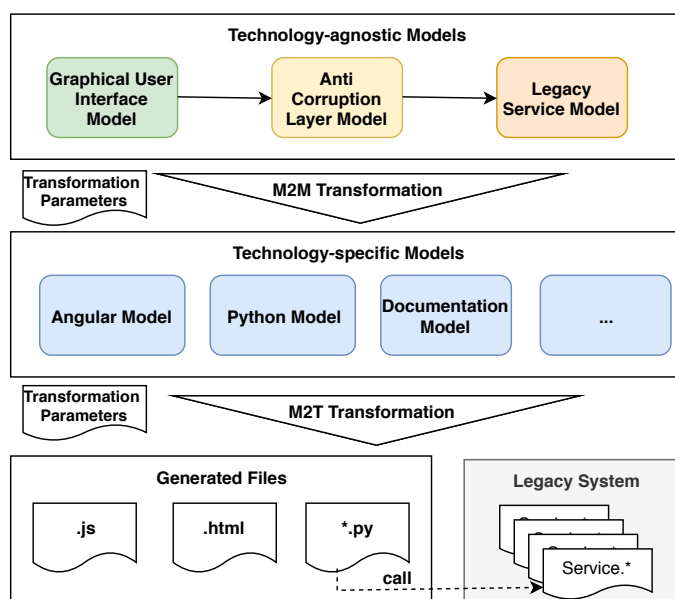 Technology-agnostic Models
Graphical User
Interface
Model
Anti
Corruption
Layer Model
Legacy
Service Model
Transformation
Parameters
M2M Transformation
Technology-specific Models
Angular Model
Python Model
Documentation
Model
...
Transformation
Parameters
M2T Transformation
Generated Files
Legacy System
.js
.html
*.py
call
Service.*